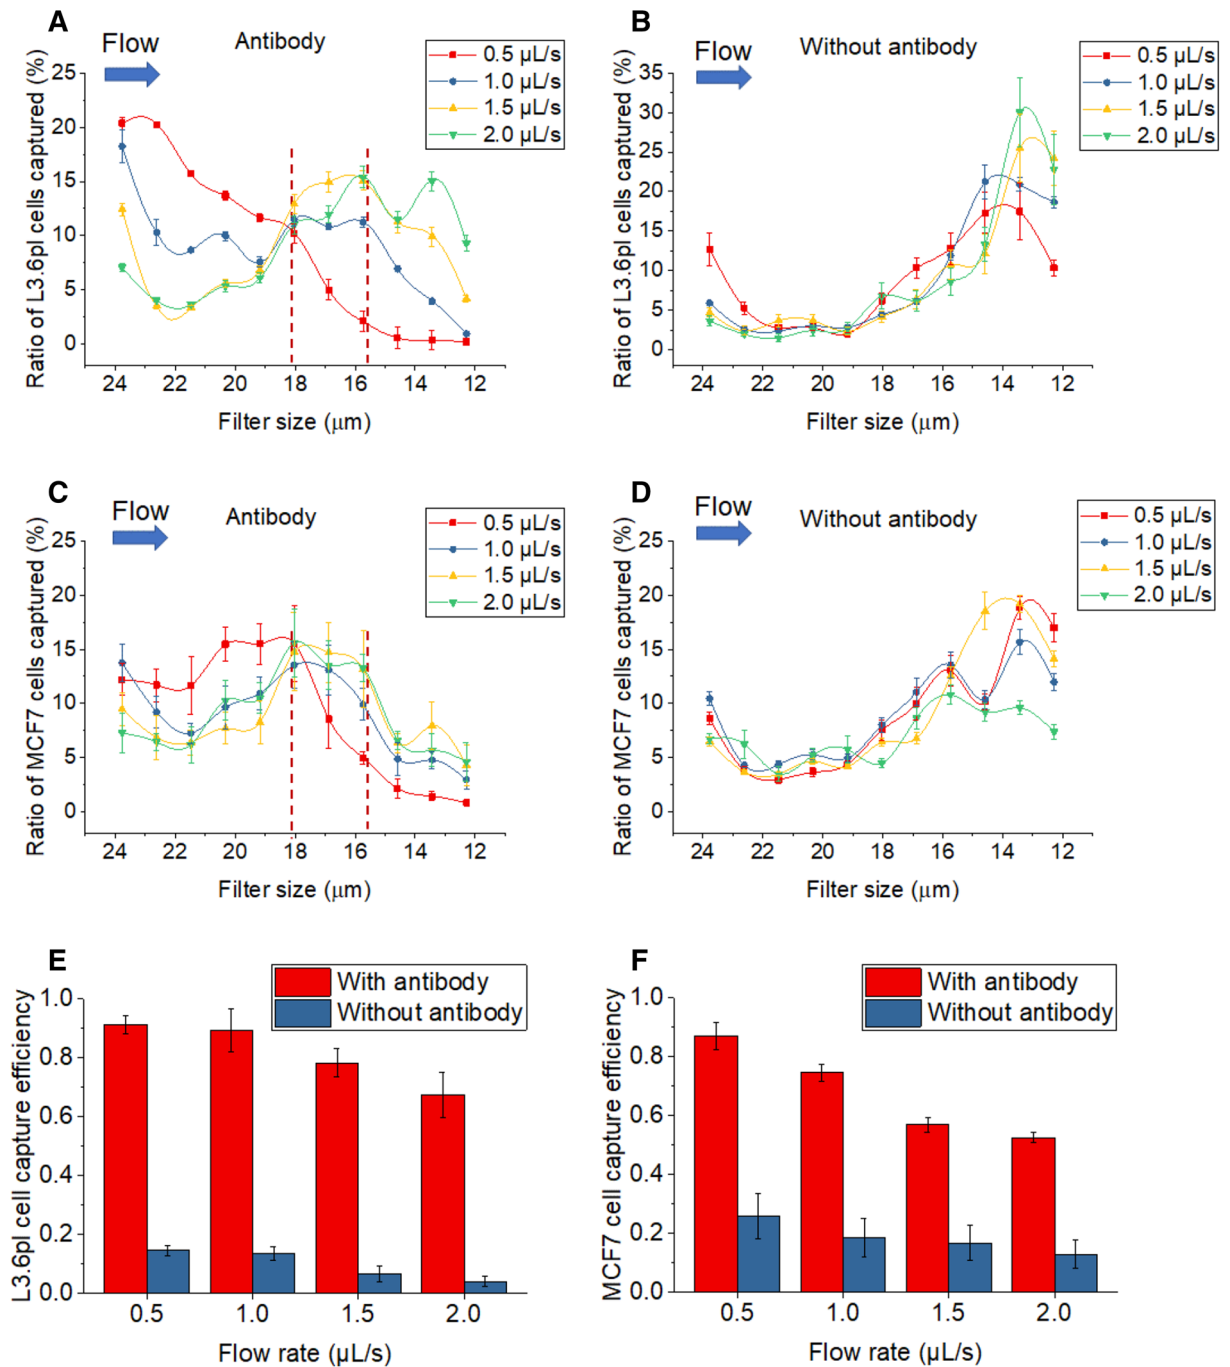 A
Flow
Antibody
0.5 µL/s
1.0 µL/s
1.5 µL/s
2.0 µL/s
Ratio of L3.6pl cells captured (%)
25
20
15
10
5
0
24 22 20 18 16 14 12
Filter size (µm)
B
Flow
Without antibody
0.5 µL/s
1.0 µL/s
1.5 µL/s
2.0 µL/s
Ratio of L3.6pl cells captured (%)
35
30
25
20
15
10
5
0
24 22 20 18 16 14 12
Filter size (µm)
C
Flow
Antibody
0.5 µL/s
1.0 µL/s
1.5 µL/s
2.0 µL/s
Ratio of MCF7 cells captured (%)
25
20
15
10
5
0
24 22 20 18 16 14 12
Filter size (µm)
D
Flow
Without antibody
0.5 µL/s
1.0 µL/s
1.5 µL/s
2.0 µL/s
Ratio of MCF7 cells captured (%)
25
20
15
10
5
0
24 22 20 18 16 14 12
Filter size (µm)
E
With antibody
Without antibody
L3.6pl cell capture efficiency
1.0
0.8
0.6
0.4
0.2
0.0
0.5 1.0 1.5 2.0
Flow rate (µL/s)
F
With antibody
Without antibody
MCF7 cell capture efficiency
1.0
0.8
0.6
0.4
0.2
0.0
0.5 1.0 1.5 2.0
Flow rate (µL/s)